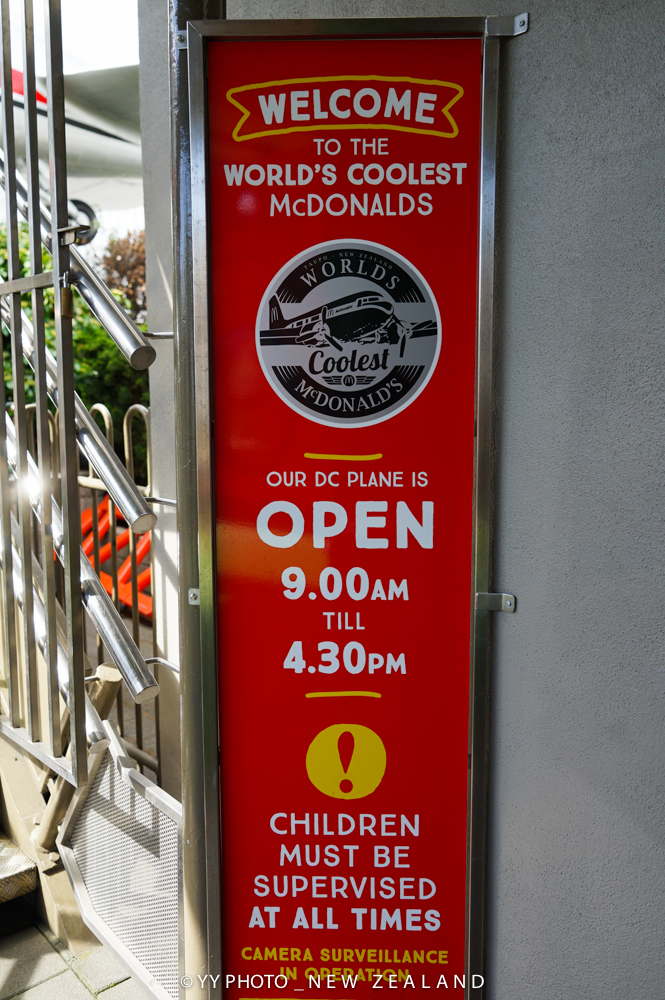 WELCOME
TO THE
WORLD'S COOLEST
McDONALDS
TAUPO - NEW ZEALAND
WORLDS
Coolest
McDONALD'S
OUR DC PLANE IS
OPEN
9.00AM
TILL
4.30PM
!
CHILDREN
MUST BE
SUPERVISED
AT ALL TIMES
CAMERA SURVEILLANCE
IN OPERATION
©YYPHOTO_NEW ZEALAND